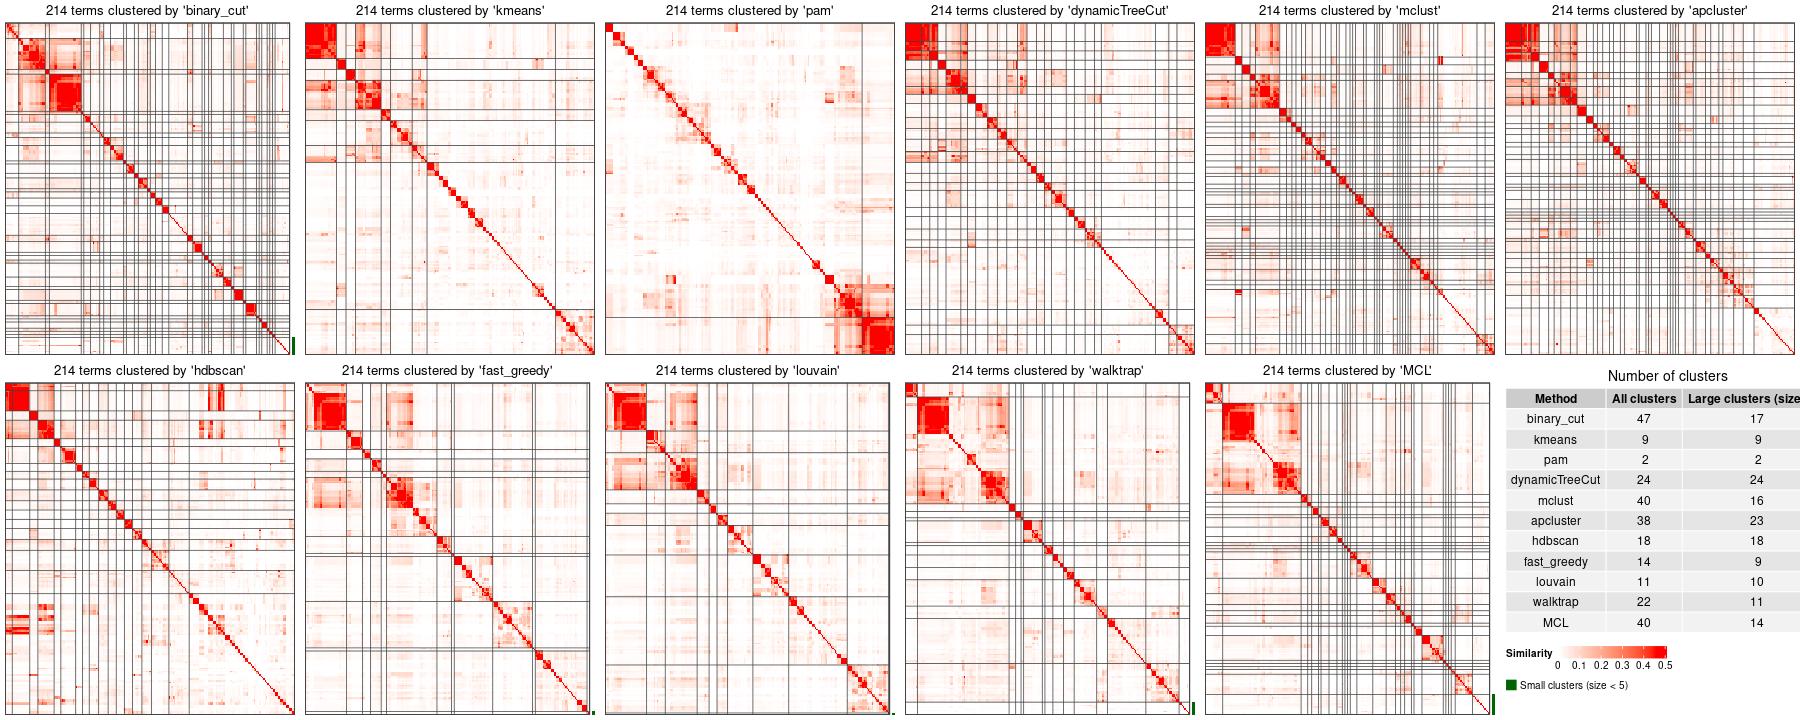 214 terms clustered by 'binary_cut'
214 terms clustered by 'kmeans'
214 terms clustered by 'pam'
214 terms clustered by 'dynamicTreeCut'
214 terms clustered by 'mclust'
214 terms clustered by 'apcluster'
214 terms clustered by 'hdbscan'
214 terms clustered by 'fast_greedy'
214 terms clustered by 'louvain'
214 terms clustered by 'walktrap'
214 terms clustered by 'MCL'
Number of clusters
Method All clusters Large clusters (size
binary_cut 47 17
kmeans 9 9
pam 2 2
dynamicTreeCut 24 24
mclust 40 16
apcluster 38 23
hdbscan 18 18
fast_greedy 14 9
louvain 11 10
walktrap 22 11
MCL 40 14
Similarity
0 0.1 0.2 0.3 0.4 0.5
Small clusters (size < 5)